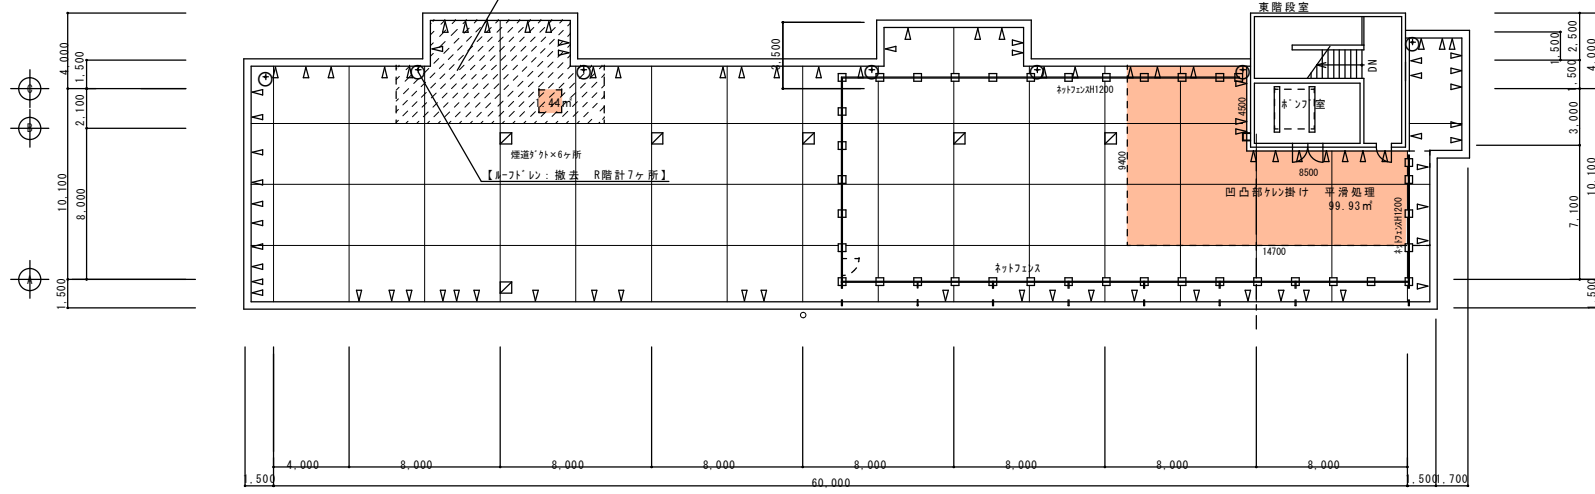 東階段室
4,000
1,500
2,100
10,100
8,000
1,500
C
B
A
2,500
44㎡
煙道ﾀﾞｸﾄ×6ヶ所
【ﾙｰﾌﾄﾞﾚﾝ：撤去　R階計7ヶ所】
ﾈｯﾄﾌｪﾝｽH1200
4500
9400
ﾎﾟﾝﾌﾟ室
DN
8500
凹凸部ｹﾚﾝ掛け　平滑処理
99.93㎡
ﾈｯﾄﾌｪﾝｽH1200
14700
ﾈｯﾄﾌｪﾝｽ
1,500
2,500
1,500
4,000
3,000
10,100
7,100
1,500
4,000
8,000
8,000
8,000
8,000
8,000
8,000
8,000
1,500
60,000
1,500
1,700